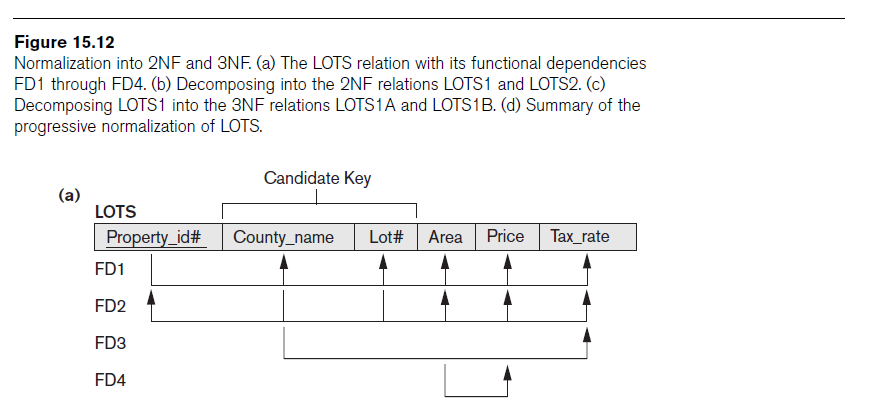 Figure 15.12
Normalization into 2NF and 3NF. (a) The LOTS relation with its functional dependencies
FD1 through FD4. (b) Decomposing into the 2NF relations LOTS1 and LOTS2. (c)
Decomposing LOTS1 into the 3NF relations LOTS1A and LOTS1B. (d) Summary of the
progressive normalization of LOTS.
Candidate Key
(a)
LOTS
Property_id# County_name Lot# Area Price Tax_rate
FD1
FD2
FD3
FD4